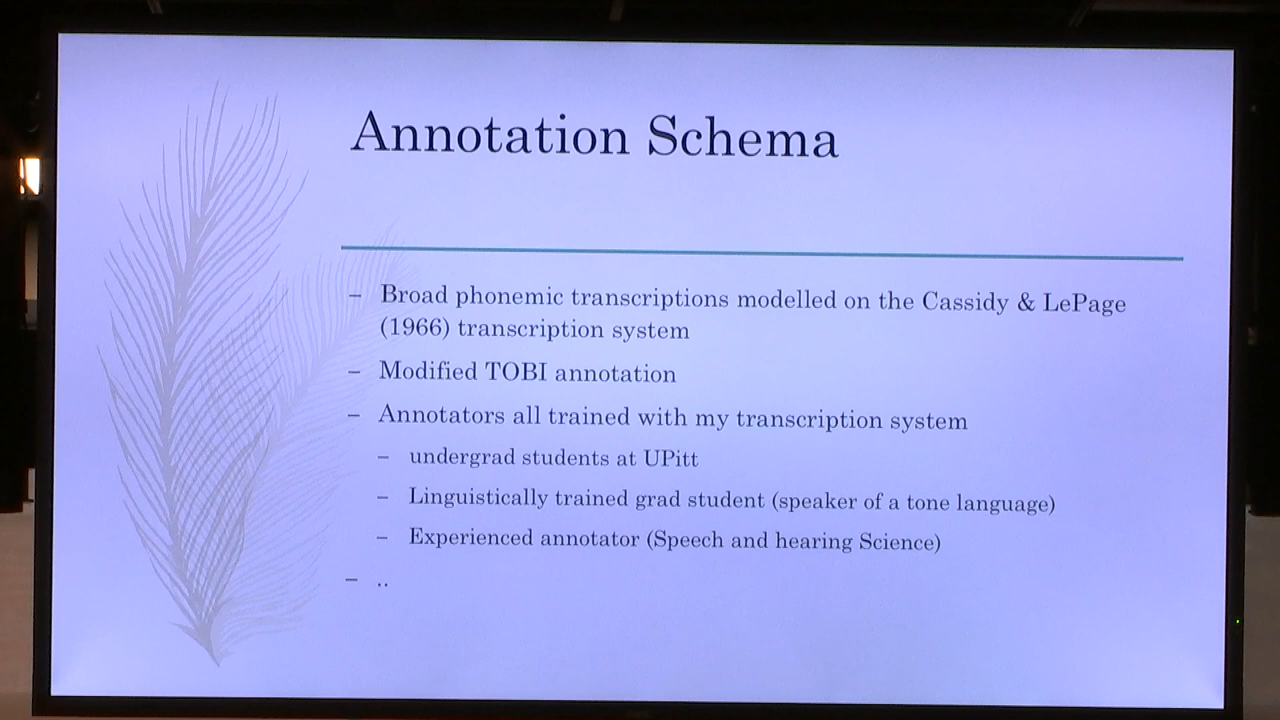 Annotation Schema
– Broad phonemic transcriptions modelled on the Cassidy & LePage
(1966) transcription system
– Modified TOBI annotation
– Annotators all trained with my transcription system
– undergrad students at UPitt
– Linguistically trained grad student (speaker of a tone language)
– Experienced annotator (Speech and hearing Science)
– ..